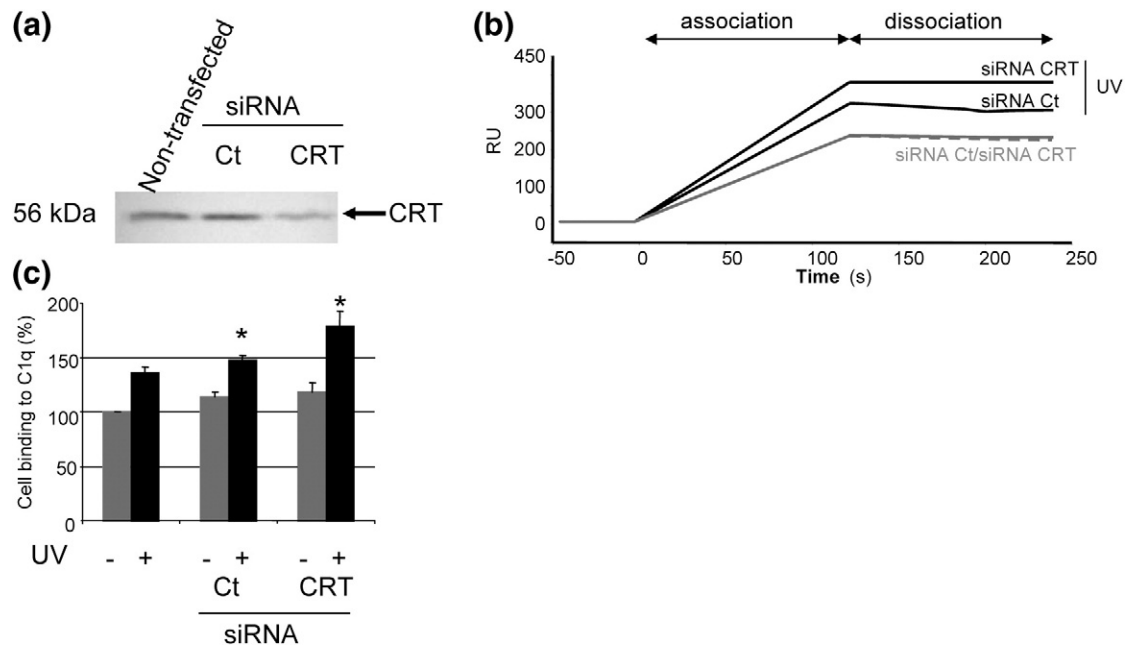 (a)
Non-transfected
siRNA
Ct CRT
56 kDa
CRT
(b)
association dissociation
450
300
200
100
0
RU
siRNA CRT
siRNA Ct
UV
siRNA Ct/siRNA CRT
-50 0 50 100 120 150 200 250
Time (s)
(c)
200
150
100
50
0
Cell binding to C1q (%)
*
*
UV - + - + - +
Ct CRT
siRNA